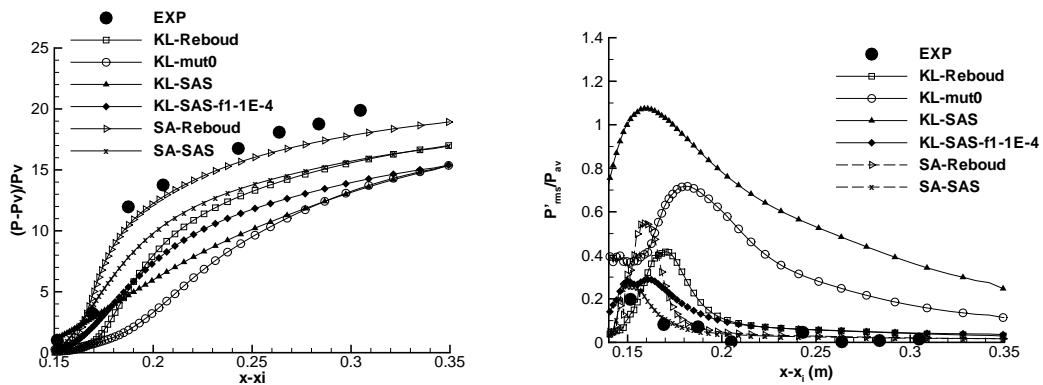 EXP
KL-Reboud
KL-mut0
KL-SAS
KL-SAS-f1-1E-4
SA-Reboud
SA-SAS
(P-Pv)/Pv
25
20
15
10
5
0
0.15 0.2 0.25 0.3 0.35
x-xi
EXP
KL-Reboud
KL-mut0
KL-SAS
KL-SAS-f1-1E-4
SA-Reboud
SA-SAS
P'rms/Pav
1.4
1.2
1
0.8
0.6
0.4
0.2
0
0.15 0.2 0.25 0.3 0.35
x-xi (m)